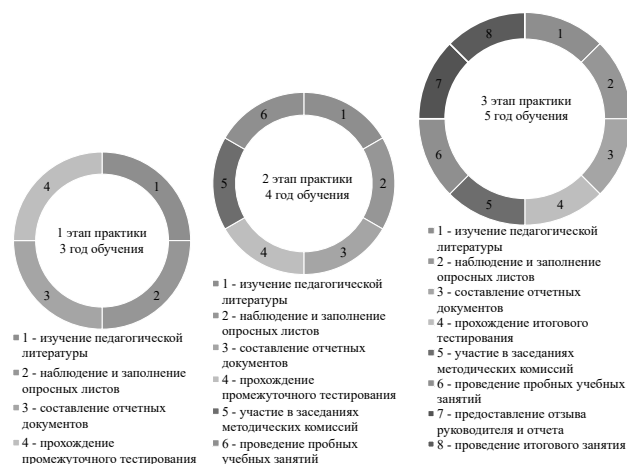 4
1
3
2
1 этап практики
3 год обучения
1 - изучение педагогической
литературы
2 - наблюдение и заполнение
опросных листов
3 - составление отчетных
документов
4 - прохождение
промежуточного тестирования
6
1
5
2
4
3
2 этап практики
4 год обучения
1 - изучение педагогической
литературы
2 - наблюдение и заполнение
опросных листов
3 - составление отчетных
документов
4 - прохождение
промежуточного тестирования
5 - участие в заседаниях
методических комиссий
6 - проведение пробных
учебных занятий
8
1
7
2
6
3
5
4
3 этап практики
5 год обучения
1 - изучение педагогической
литературы
2 - наблюдение и заполнение
опросных листов
3 - составление отчетных
документов
4 - прохождение итогового
тестирования
5 - участие в заседаниях
методических комиссий
6 - проведение пробных учебных
занятий
7 - предоставление отзыва
руководителя и отчета
8 - проведение итогового занятия